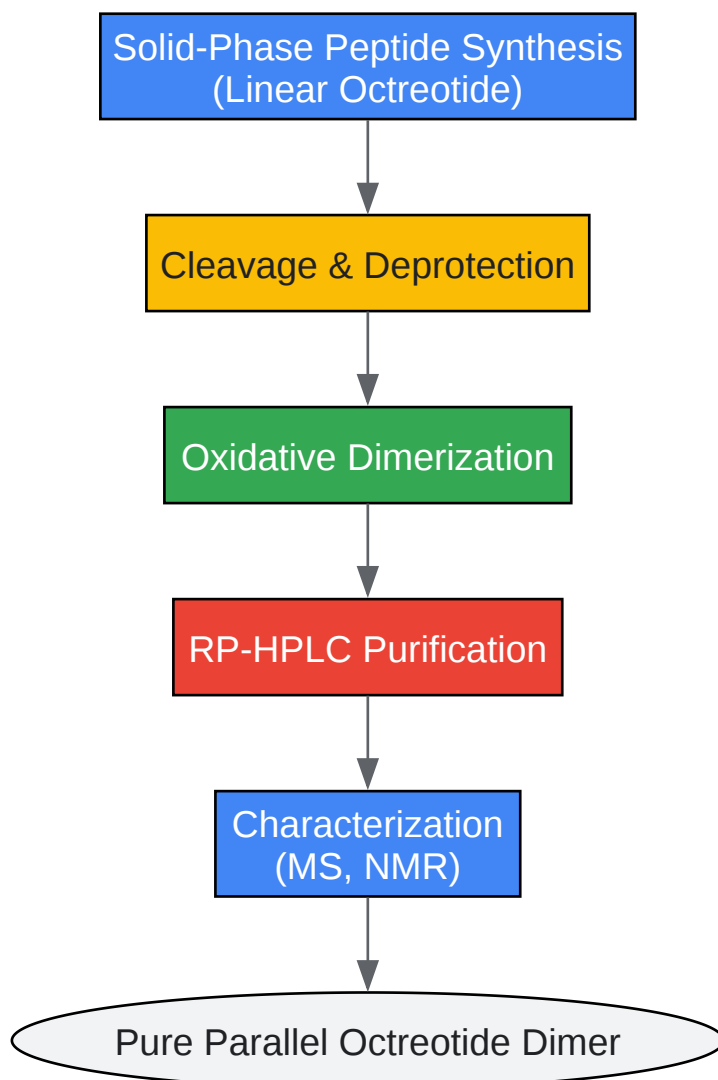 Solid-Phase Peptide Synthesis
(Linear Octreotide)
Cleavage & Deprotection
Oxidative Dimerization
RP-HPLC Purification
Characterization
(MS, NMR)
Pure Parallel Octreotide Dimer